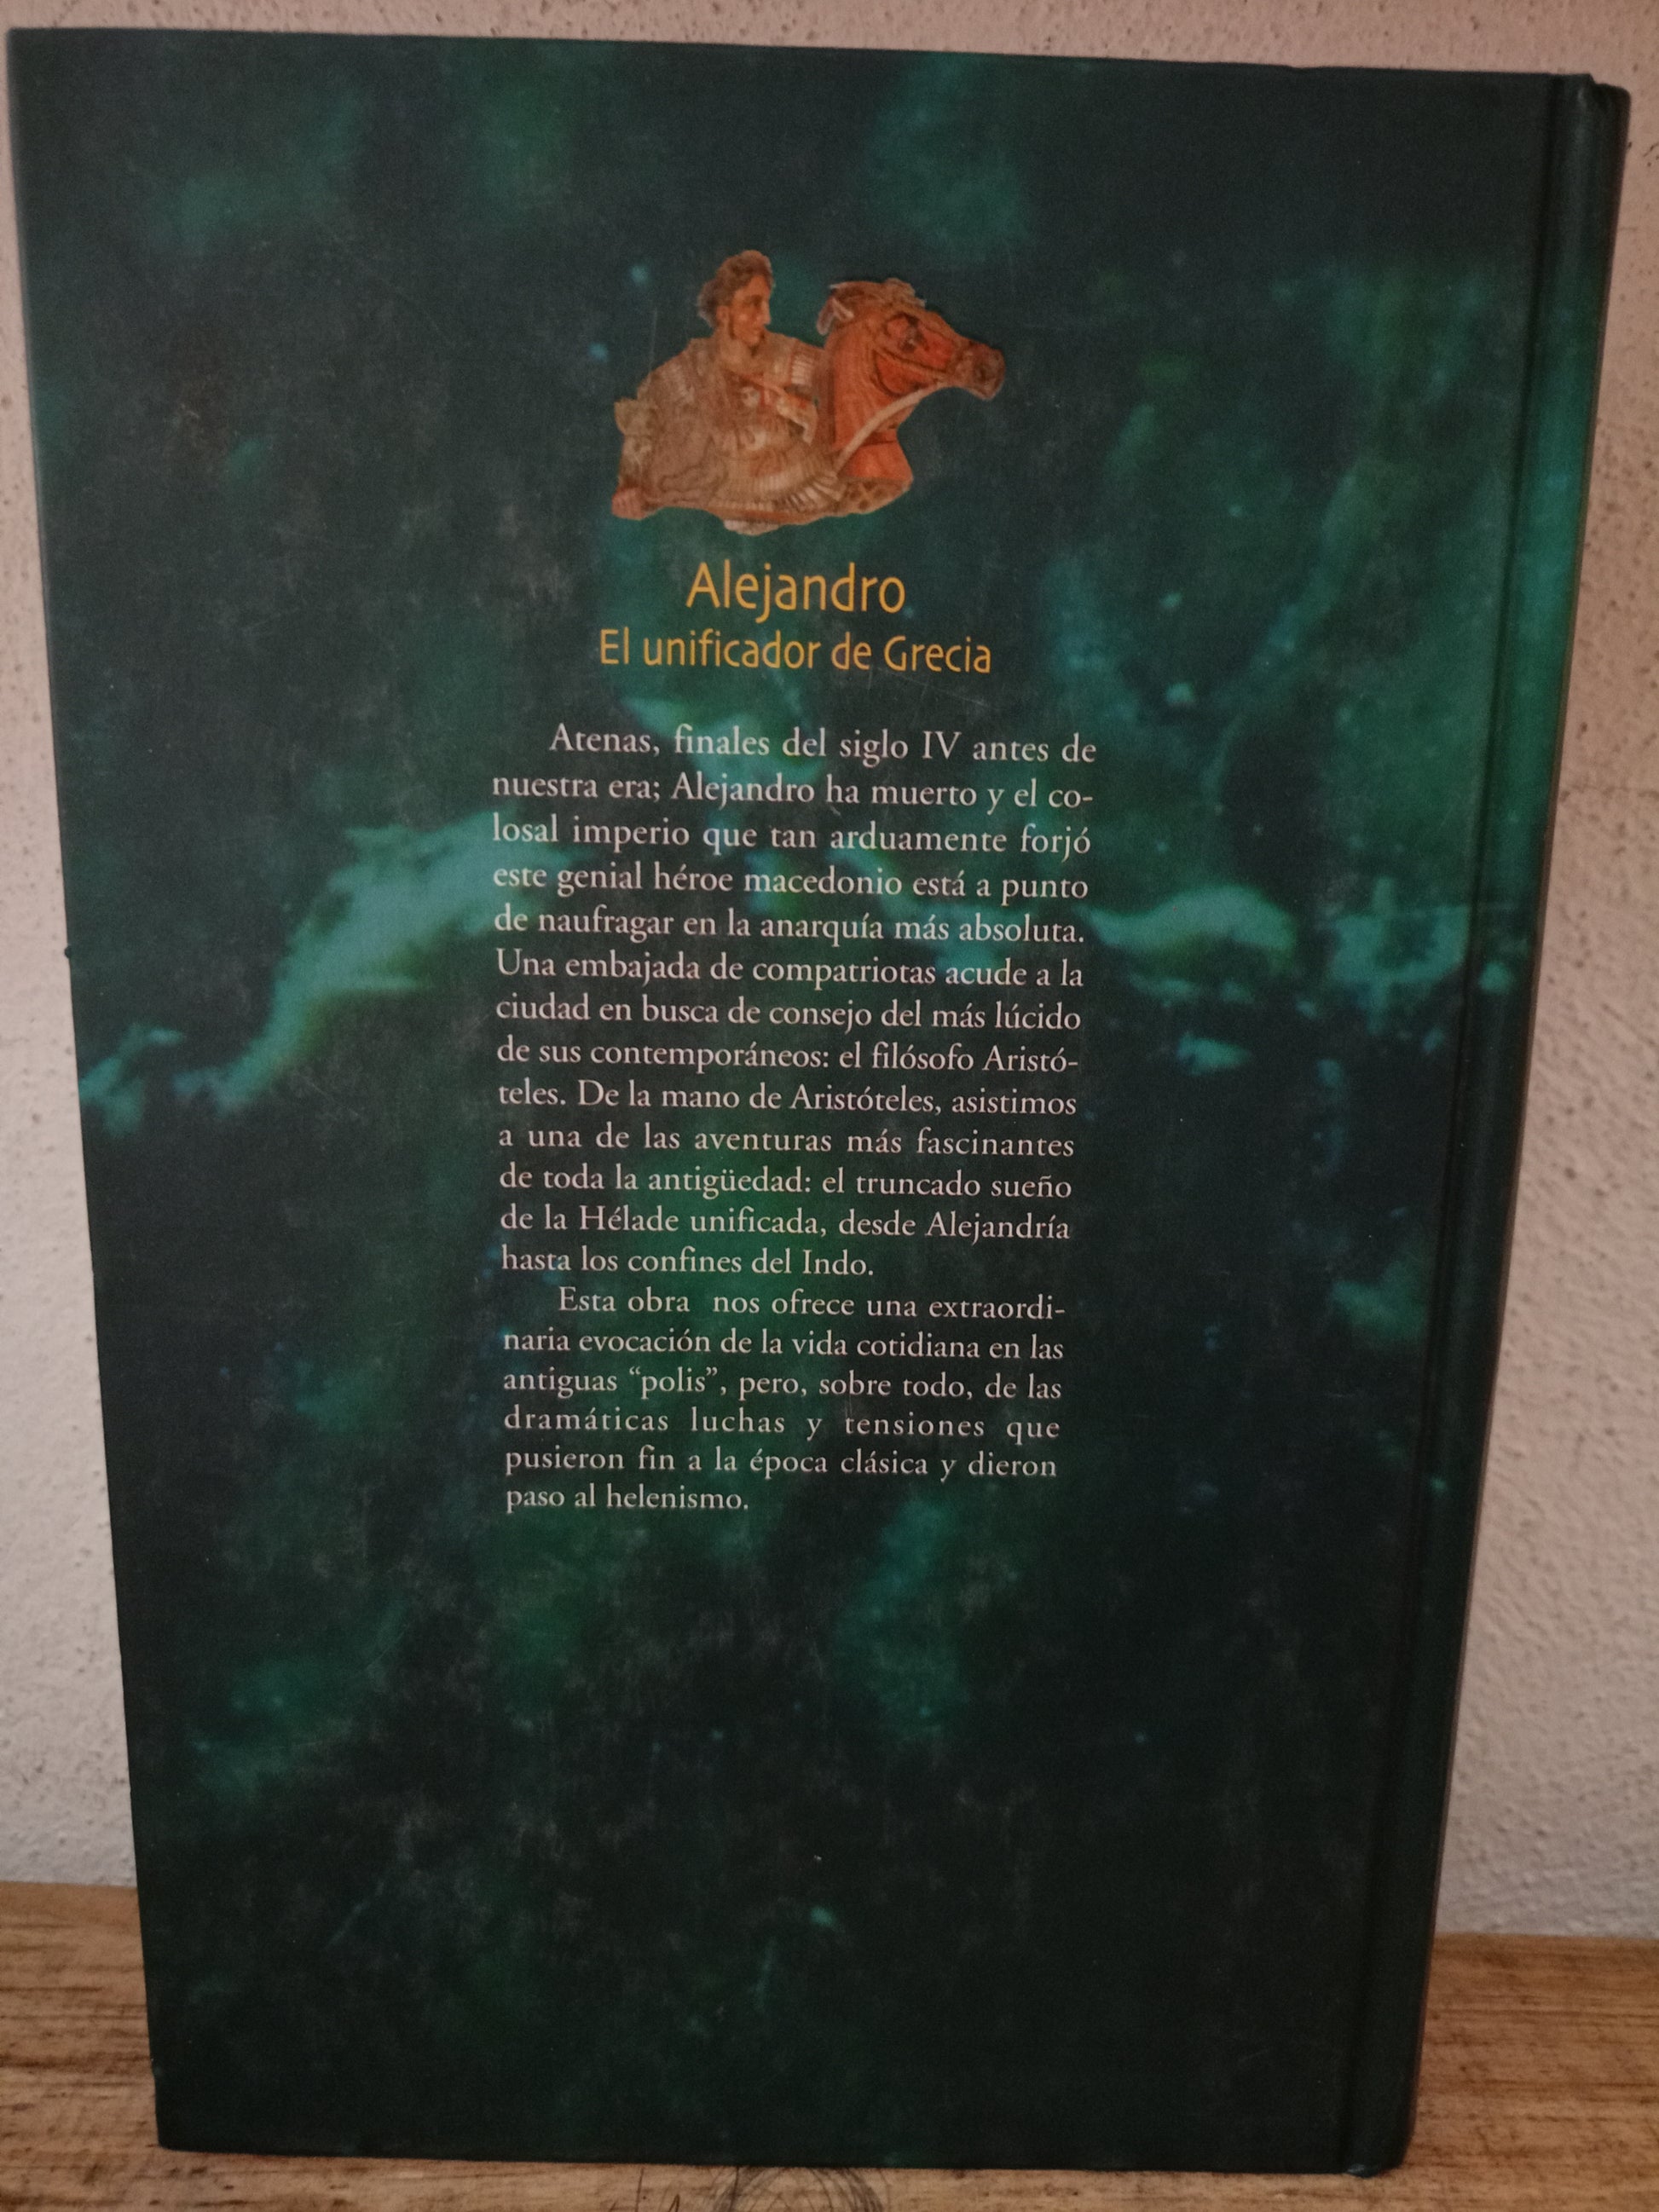 Alejandro
El unificador de Grecia
Atenas, finales del siglo IV antes de
nuestra era; Alejandro ha muerto y el co-
losal imperio que tan arduamente forjó
este genial héroe macedonio está a punto
de naufragar en la anarquía más absoluta.
Una embajada de compatriotas acude a la
ciudad en busca de consejo del más lúcido
de sus contemporáneos: el filósofo Aristó-
teles. De la mano de Aristóteles, asistimos
a una de las aventuras más fascinantes
de toda la antigüedad: el truncado sueño
de la Hélade unificada, desde Alejandría
hasta los confines del Indo.
Esta obra nos ofrece una extraordi-
naria evocación de la vida cotidiana en las
antiguas “polis”, pero, sobre todo, de las
dramáticas luchas y tensiones que
pusieron fin a la época clásica y dieron
paso al helenismo.